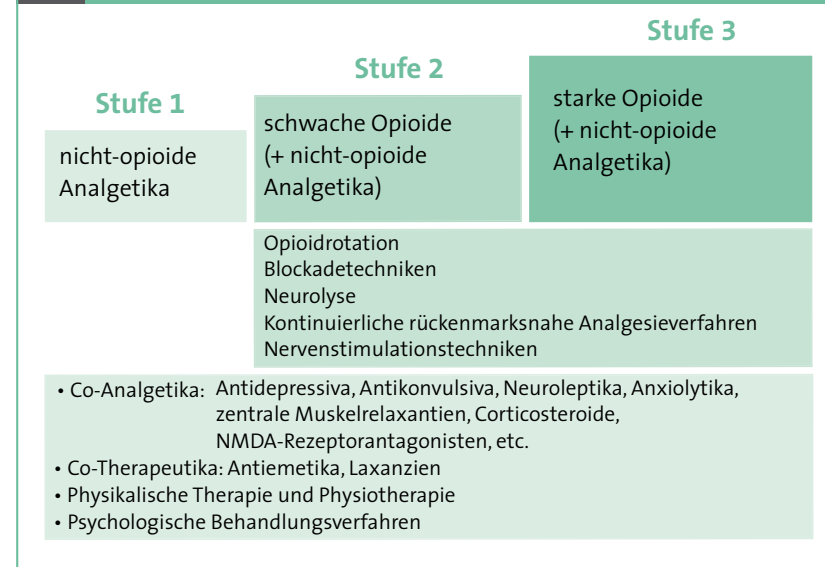 Stufe 1
nicht-opioide
Analgetika
Stufe 2
schwache Opioide
(+ nicht-opioide
Analgetika)
Stufe 3
starke Opioide
(+ nicht-opioide
Analgetika)
Opioidrotation
Blockadetechniken
Neurolyse
Kontinuierliche rückenmarksnahe Analgesieverfahren
Nervenstimulationstechniken
• Co-Analgetika: Antidepressiva, Antikonvulsiva, Neuroleptika, Anxiolytika,
zentrale Muskelrelaxantien, Corticosteroide,
NMDA-Rezeptorantagonisten, etc.
• Co-Therapeutika: Antiemetika, Laxanzien
• Physikalische Therapie und Physiotherapie
• Psychologische Behandlungsverfahren